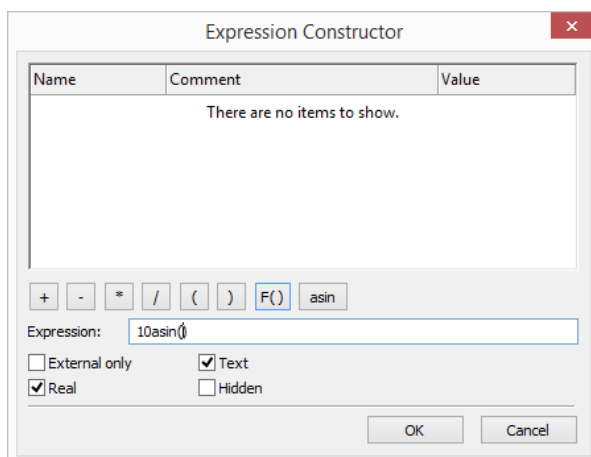 Expression Constructor
Name Comment Value
There are no items to show.
+ - * / ( ) F() asin
Expression: 10asin()
External only Text
Real Hidden
OK Cancel